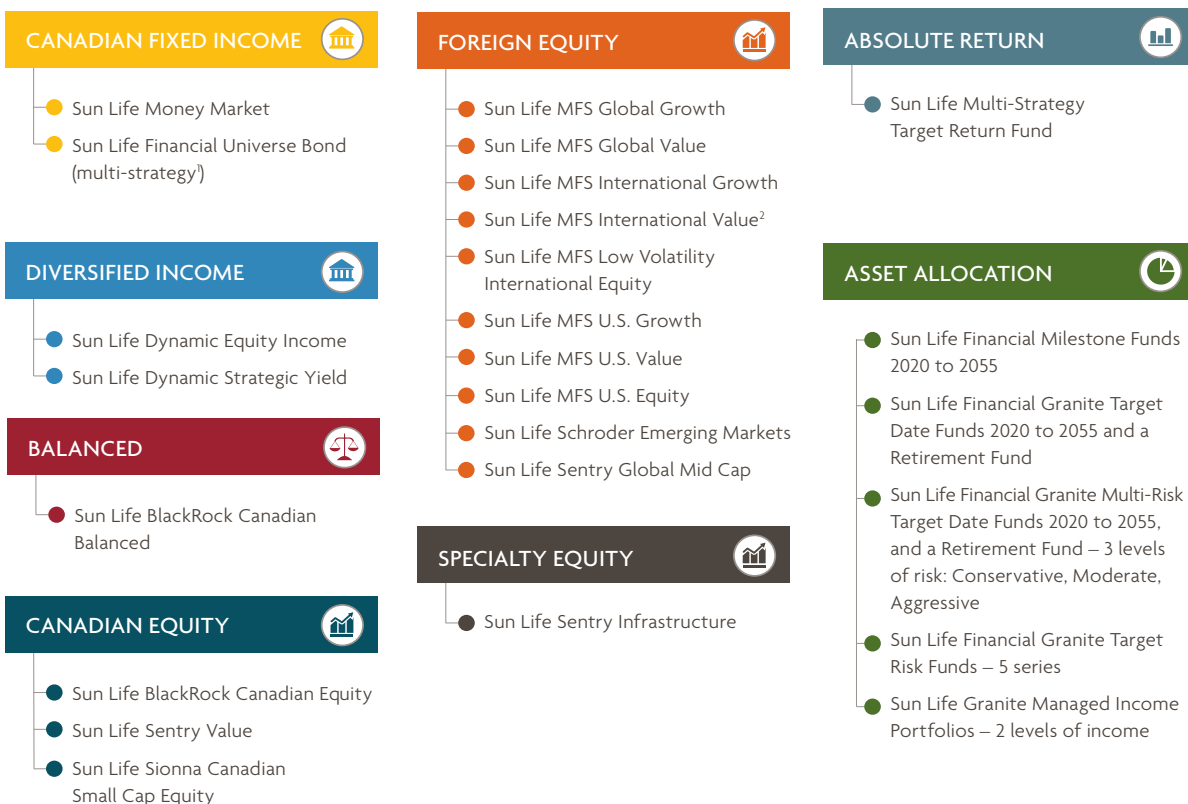 CANADIAN FIXED INCOME
Sun Life Money Market
Sun Life Financial Universe Bond
(multi-strategy¹)
DIVERSIFIED INCOME
Sun Life Dynamic Equity Income
Sun Life Dynamic Strategic Yield
BALANCED
Sun Life BlackRock Canadian
Balanced
CANADIAN EQUITY
Sun Life BlackRock Canadian Equity
Sun Life Sentry Value
Sun Life Sionna Canadian
Small Cap Equity
FOREIGN EQUITY
Sun Life MFS Global Growth
Sun Life MFS Global Value
Sun Life MFS International Growth
Sun Life MFS International Value²
Sun Life MFS Low Volatility
International Equity
Sun Life MFS U.S. Growth
Sun Life MFS U.S. Value
Sun Life MFS U.S. Equity
Sun Life Schroder Emerging Markets
Sun Life Sentry Global Mid Cap
SPECIALTY EQUITY
Sun Life Sentry Infrastructure
ABSOLUTE RETURN
Sun Life Multi-Strategy
Target Return Fund
ASSET ALLOCATION
Sun Life Financial Milestone Funds
2020 to 2055
Sun Life Financial Granite Target
Date Funds 2020 to 2055 and a
Retirement Fund
Sun Life Financial Granite Multi-Risk
Target Date Funds 2020 to 2055,
and a Retirement Fund – 3 levels
of risk: Conservative, Moderate,
Aggressive
Sun Life Financial Granite Target
Risk Funds – 5 series
Sun Life Granite Managed Income
Portfolios – 2 levels of income